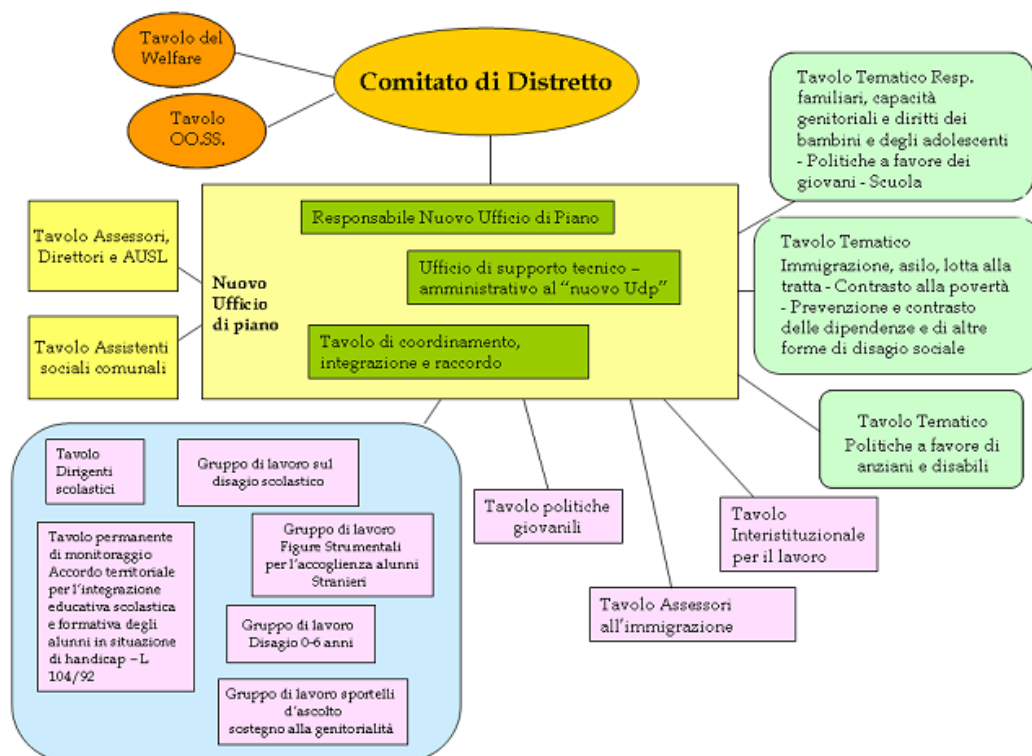 Tavolo del
Welfare
Comitato di Distretto
Tavolo
OO.SS.
Tavolo Tematico Resp.
familiari, capacità
genitoriali e diritti dei
bambini e degli adolescenti
- Politiche a favore dei
giovani - Scuola
Tavolo Assessori,
Direttori e AUSL
Tavolo Assistenti
sociali comunali
Nuovo
Ufficio
di piano
Responsabile Nuovo Ufficio di Piano
Ufficio di supporto tecnico –
amministrativo al “nuovo Udp”
Tavolo di coordinamento,
integrazione e raccordo
Tavolo Tematico
Immigrazione, asilo, lotta alla
tratta - Contrasto alla povertà
- Prevenzione e contrasto
delle dipendenze e di altre
forme di disagio sociale
Tavolo Tematico
Politiche a favore di
anziani e disabili
Tavolo
Dirigenti
scolastici
Gruppo di lavoro sul
disagio scolastico
Tavolo permanente
di monitoraggio
Accordo territoriale
per l’integrazione
educativa scolastica
e formativa degli
alunni in situazione
di handicap – L
104/92
Gruppo di lavoro
Figure Strumentali
per l’accoglienza alunni
Stranieri
Gruppo di lavoro
Disagio 0-6 anni
Gruppo di lavoro sportelli
d’ascolto
sostegno alla genitorialità
Tavolo politiche
giovanili
Tavolo
Interistituzionale
per il lavoro
Tavolo Assessori
all’immigrazione